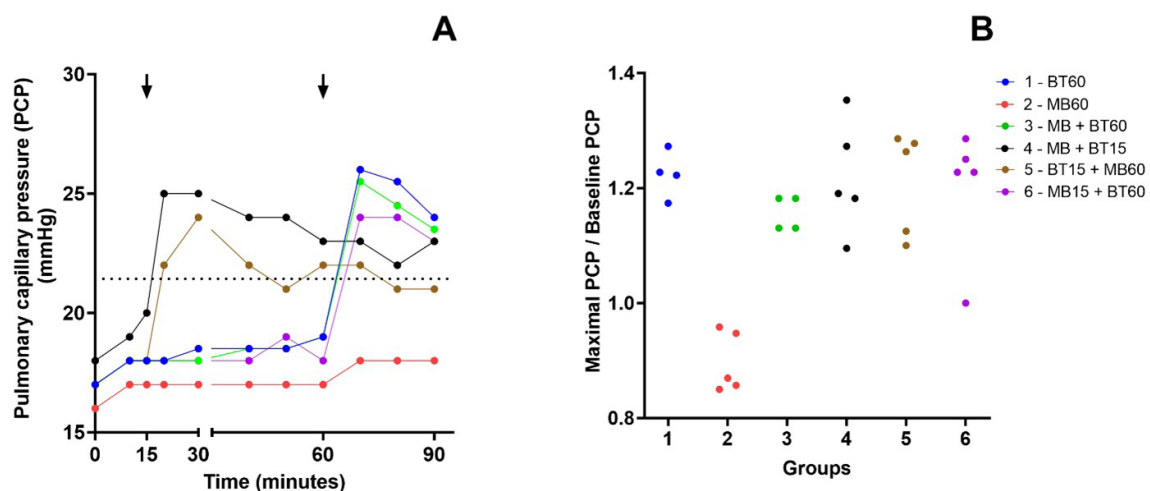 A
Pulmonary capillary pressure (PCP)
(mmHg)
30
25
20
15
0
15
30
60
90
Time (minutes)
B
Maximal PCP / Baseline PCP
1.4
1.2
1.0
0.8
1
2
3
4
5
6
Groups
1 - BT60
2 - MB60
3 - MB + BT60
4 - MB + BT15
5 - BT15 + MB60
6 - MB15 + BT60